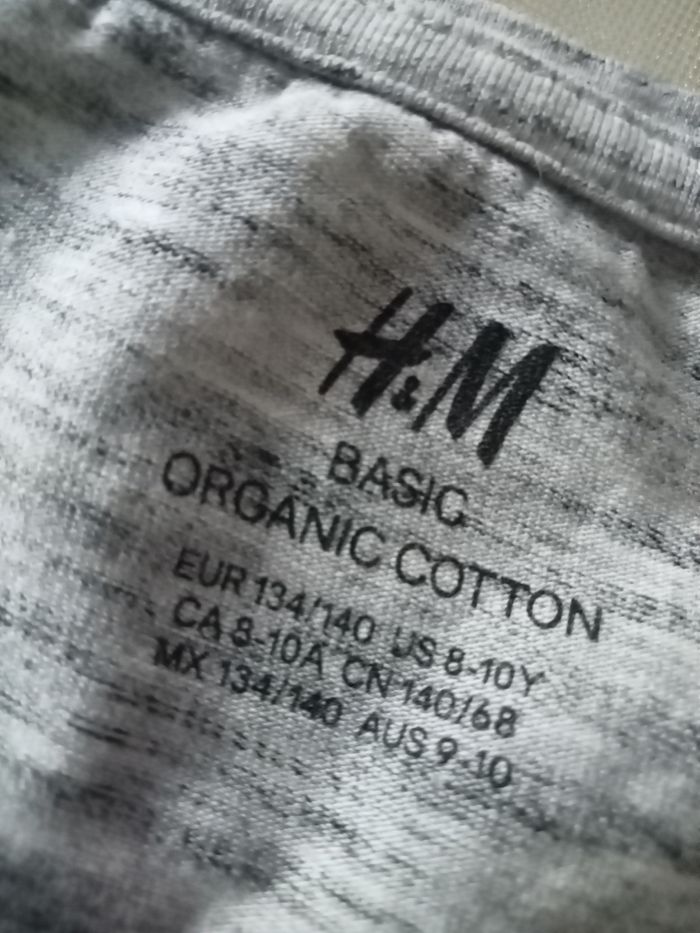 H&M
BASIC
ORGANIC COTTON
EUR 134/140 US 8-10Y
CA 8-10A CN 140/68
MX 134/140 AUS 9-10